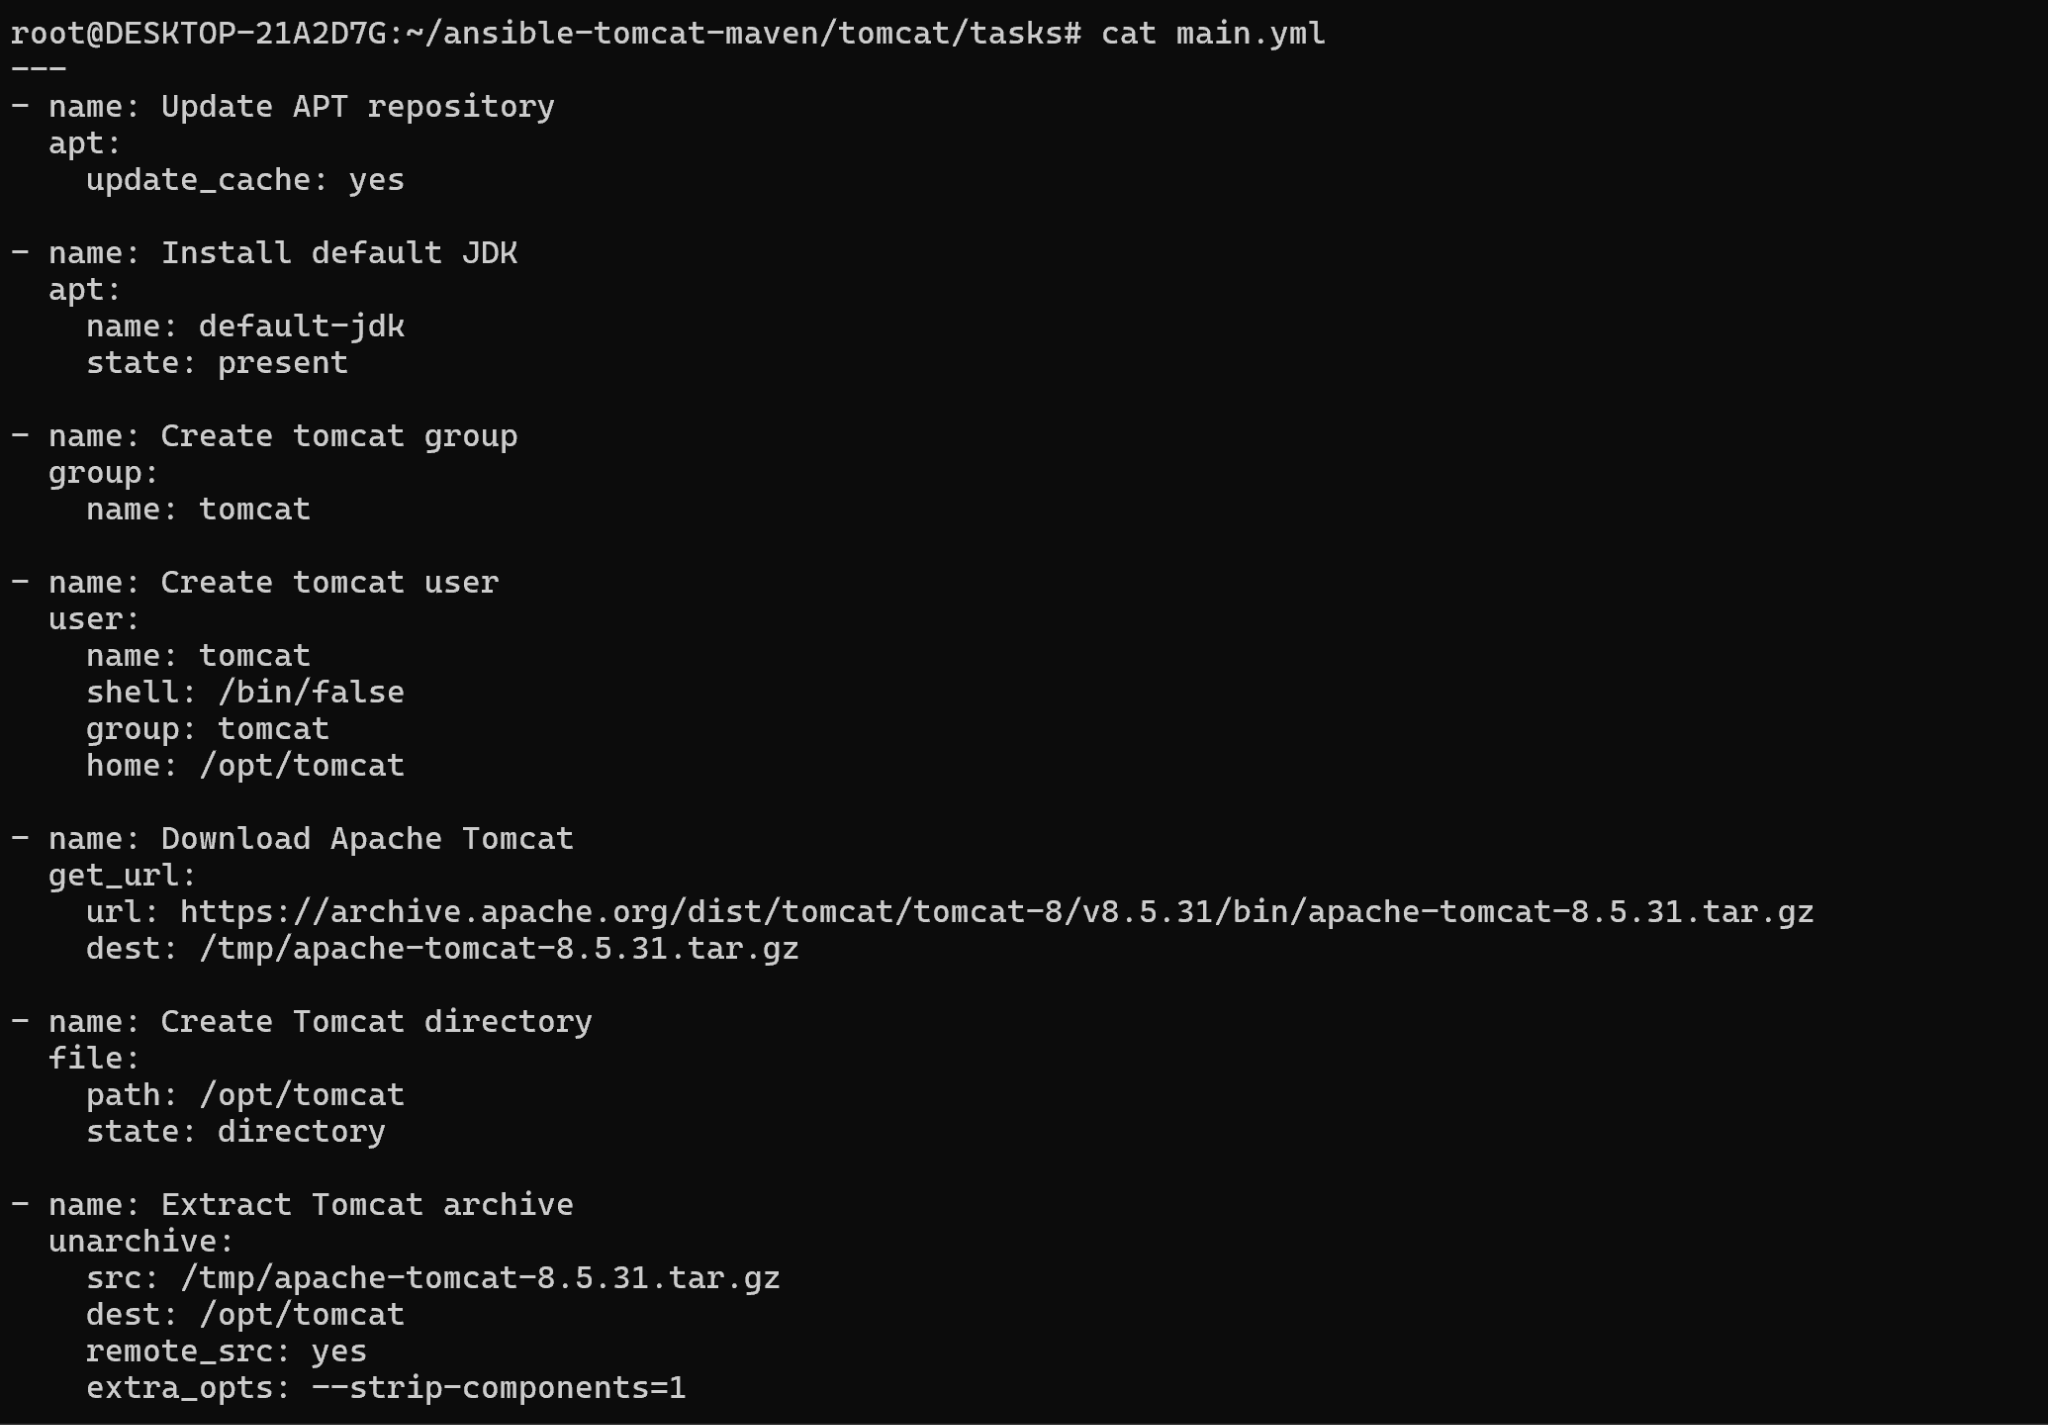 root@DESKTOP-21A2D7G:~/ansible-tomcat-maven/tomcat/tasks# cat main.yml
---
- name: Update APT repository
  apt:
    update_cache: yes

- name: Install default JDK
  apt:
    name: default-jdk
    state: present

- name: Create tomcat group
  group:
    name: tomcat

- name: Create tomcat user
  user:
    name: tomcat
    shell: /bin/false
    group: tomcat
    home: /opt/tomcat

- name: Download Apache Tomcat
  get_url:
    url: https://archive.apache.org/dist/tomcat/tomcat-8/v8.5.31/bin/apache-tomcat-8.5.31.tar.gz
    dest: /tmp/apache-tomcat-8.5.31.tar.gz

- name: Create Tomcat directory
  file:
    path: /opt/tomcat
    state: directory

- name: Extract Tomcat archive
  unarchive:
    src: /tmp/apache-tomcat-8.5.31.tar.gz
    dest: /opt/tomcat
    remote_src: yes
    extra_opts: --strip-components=1